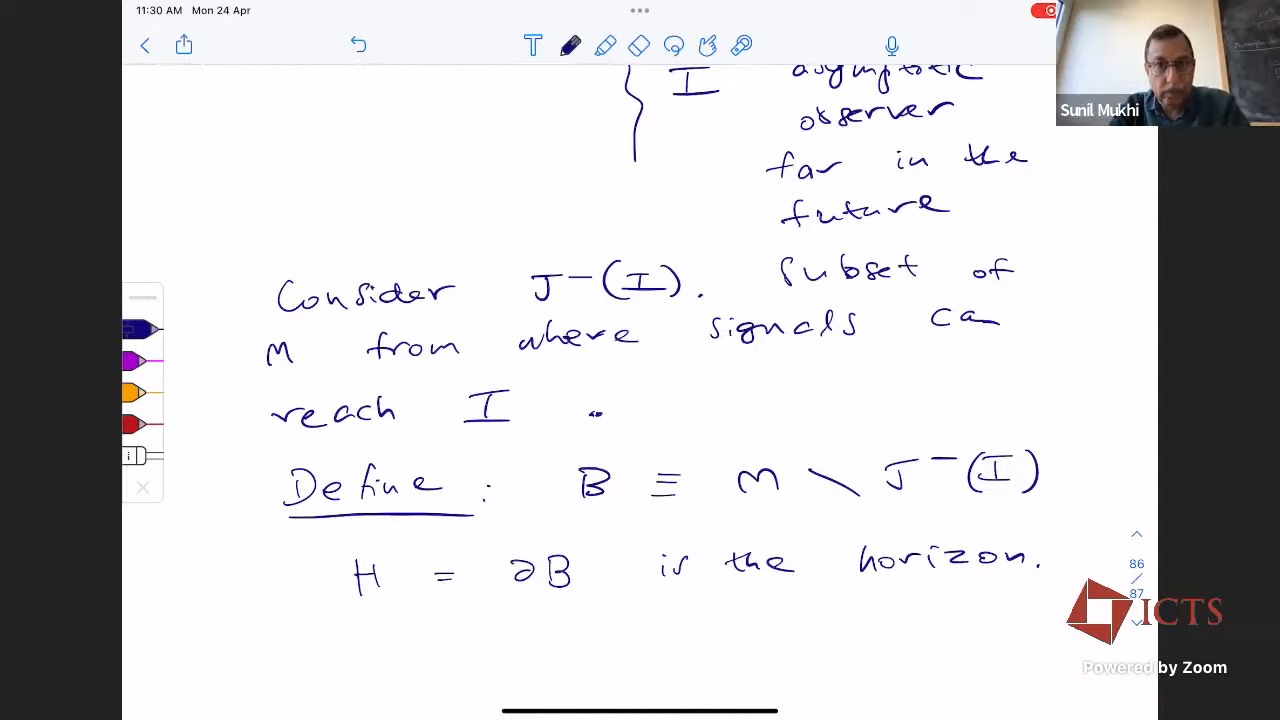 11:30 AM Mon 24 Apr
Sunil Mukhi
I asymptotic
observer
far in the
future
Consider J⁻(I). Subset of
M from where signals can
reach I .
Define : B ≡ M \ J⁻(I)
H = ∂B is the horizon.
86
/
87
ICTS
Powered by Zoom